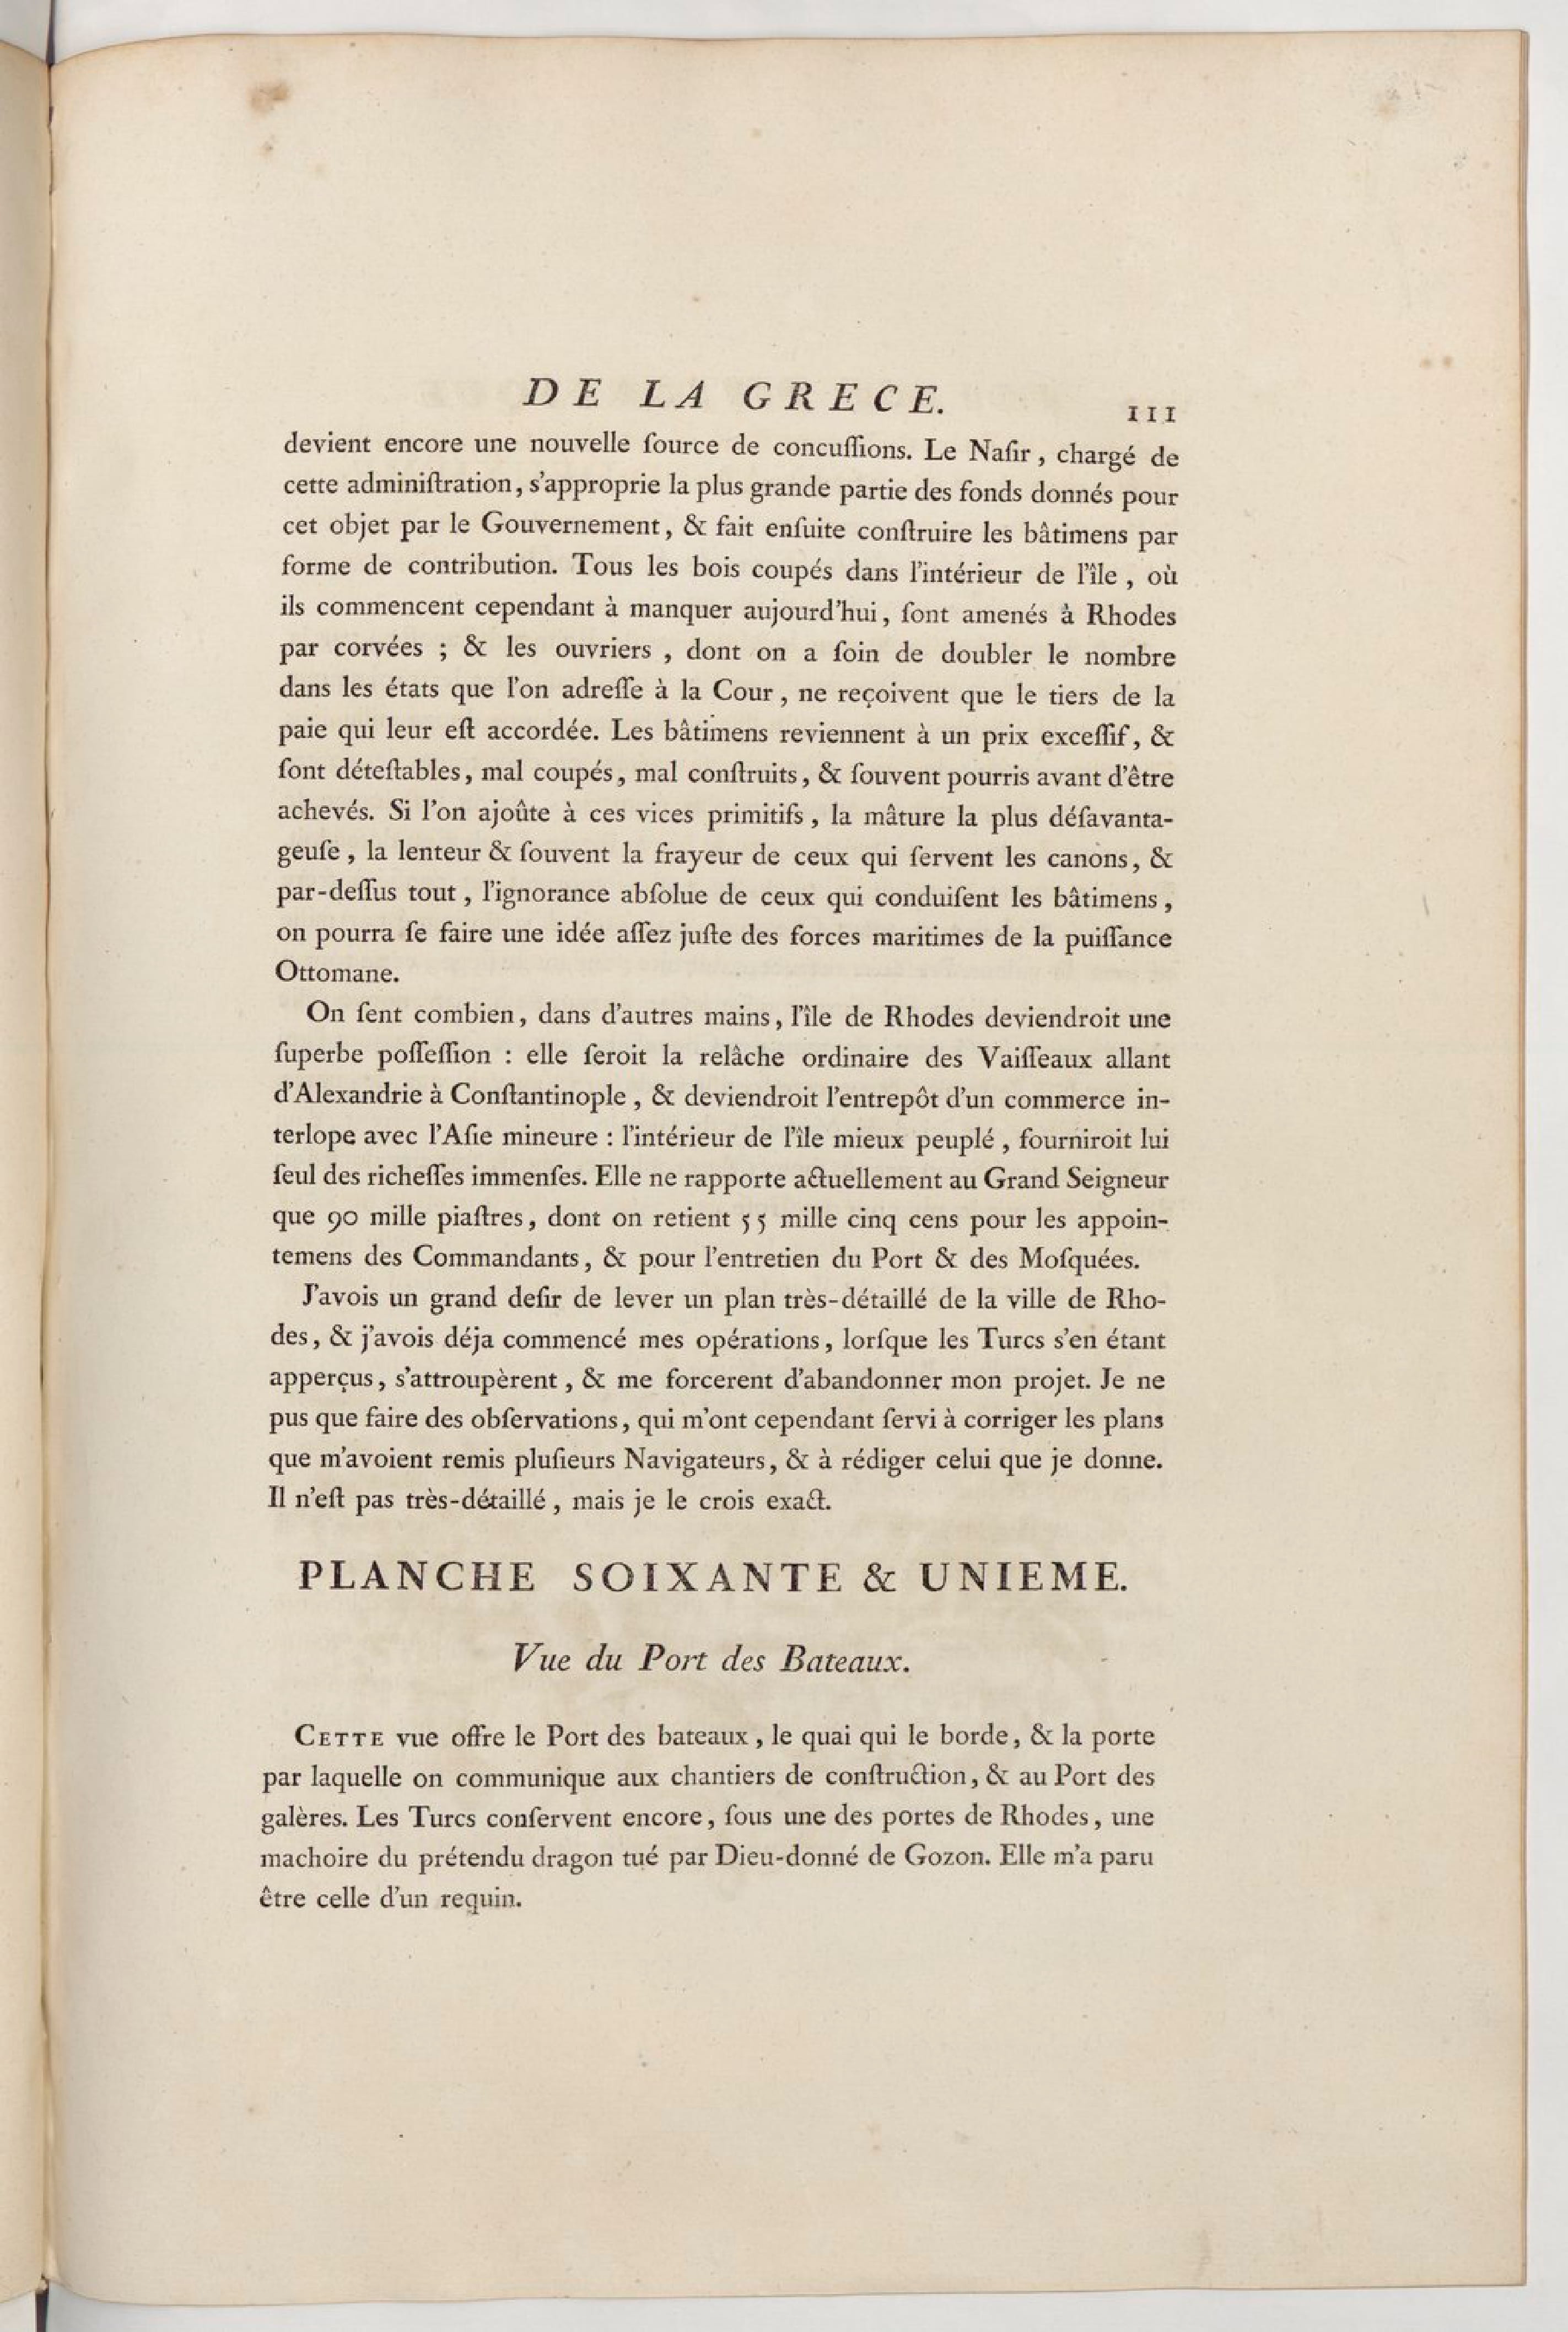 DE LA GRECE.
111
devient encore une nouvelle ſource de concuſſions. Le Naſir, chargé de
cette adminiſtration, s'approprie la plus grande partie des fonds donnés pour
cet objet par le Gouvernement, & fait enſuite conſtruire les bâtimens par
forme de contribution. Tous les bois coupés dans l'intérieur de l'île, où
ils commencent cependant à manquer aujourd'hui, ſont amenés à Rhodes
par corvées ; & les ouvriers, dont on a ſoin de doubler le nombre
dans les états que l'on adreſſe à la Cour, ne reçoivent que le tiers de la
paie qui leur eſt accordée. Les bâtimens reviennent à un prix exceſſif, &
ſont déteſtables, mal coupés, mal conſtruits, & ſouvent pourris avant d'être
achevés. Si l'on ajoûte à ces vices primitifs, la mâture la plus déſavanta-
geuſe, la lenteur & ſouvent la frayeur de ceux qui ſervent les canons, &
par-deſſus tout, l'ignorance abſolue de ceux qui conduiſent les bâtimens,
on pourra ſe faire une idée aſſez juſte des forces maritimes de la puiſſance
Ottomane.
On ſent combien, dans d'autres mains, l'île de Rhodes deviendroit une
ſuperbe poſſeſſion : elle ſeroit la relâche ordinaire des Vaiſſeaux allant
d'Alexandrie à Conſtantinople, & deviendroit l'entrepôt d'un commerce in-
terlope avec l'Aſie mineure : l'intérieur de l'île mieux peuplé, fourniroit lui
ſeul des richeſſes immenſes. Elle ne rapporte actuellement au Grand Seigneur
que 90 mille piaſtres, dont on retient 55 mille cinq cens pour les appoin-
temens des Commandants, & pour l'entretien du Port & des Moſquées.
J'avois un grand deſir de lever un plan très-détaillé de la ville de Rho-
des, & j'avois déja commencé mes opérations, lorſque les Turcs s'en étant
apperçus, s'attroupèrent, & me forcerent d'abandonner mon projet. Je ne
pus que faire des obſervations, qui m'ont cependant ſervi à corriger les plans
que m'avoient remis pluſieurs Navigateurs, & à rédiger celui que je donne.
Il n'eſt pas très-détaillé, mais je le crois exact.
PLANCHE SOIXANTE & UNIEME.
Vue du Port des Bateaux.
CETTE vue offre le Port des bateaux, le quai qui le borde, & la porte
par laquelle on communique aux chantiers de conſtruction, & au Port des
galères. Les Turcs conſervent encore, ſous une des portes de Rhodes, une
machoire du prétendu dragon tué par Dieu-donné de Gozon. Elle m'a paru
être celle d'un requin.